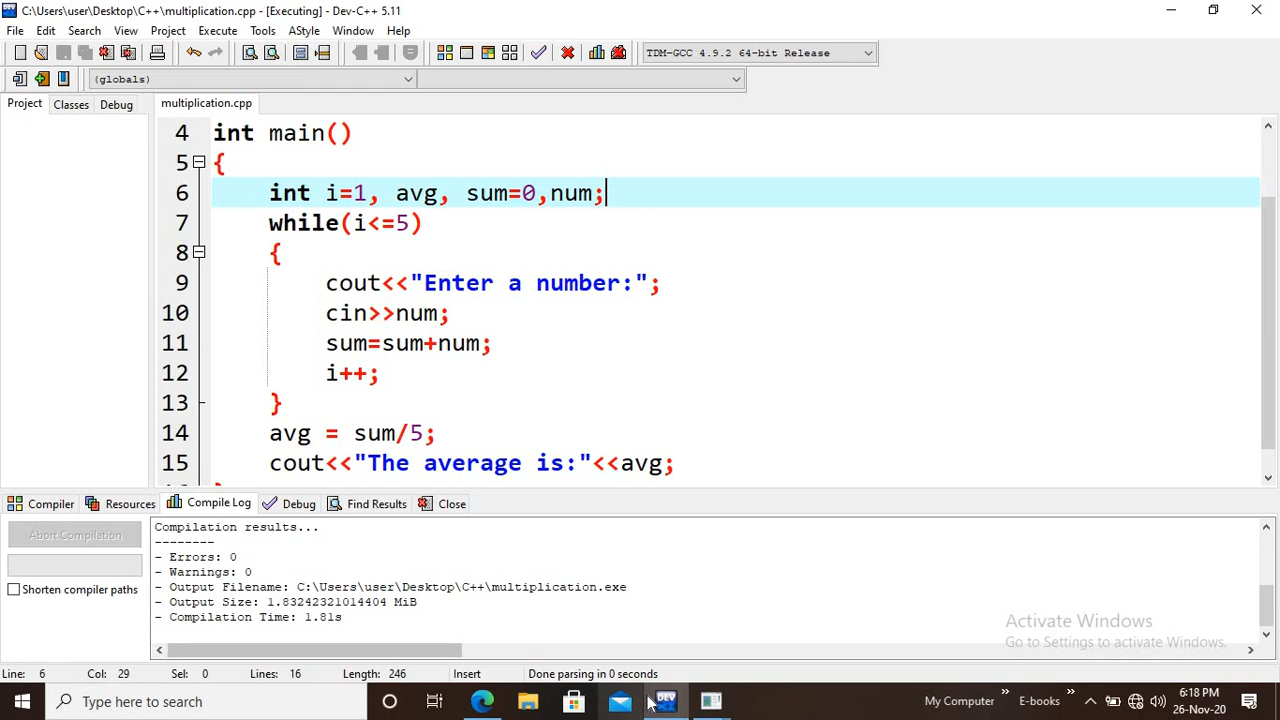 C:\Users\user\Desktop\C++\multiplication.cpp - [Executing] - Dev-C++ 5.11
File Edit Search View Project Execute Tools AStyle Window Help
TDM-GCC 4.9.2 64-bit Release
(globals)
Project Classes Debug multiplication.cpp
4 int main()
5 {
6 int i=1, avg, sum=0,num;
7 while(i<=5)
8 {
9 cout<<"Enter a number:";
10 cin>>num;
11 sum=sum+num;
12 i++;
13 }
14 avg = sum/5;
15 cout<<"The average is:"<<avg;
Compiler Resources Compile Log Debug Find Results Close
Abort Compilation
Shorten compiler paths
Compilation results...
--------
- Errors: 0
- Warnings: 0
- Output Filename: C:\Users\user\Desktop\C++\multiplication.exe
- Output Size: 1.83242321014404 MiB
- Compilation Time: 1.81s
Activate Windows
Go to Settings to activate Windows.
Line: 6 Col: 29 Sel: 0 Lines: 16 Length: 246 Insert Done parsing in 0 seconds
Type here to search
DEV
My Computer » E-books »
6:18 PM
26-Nov-20